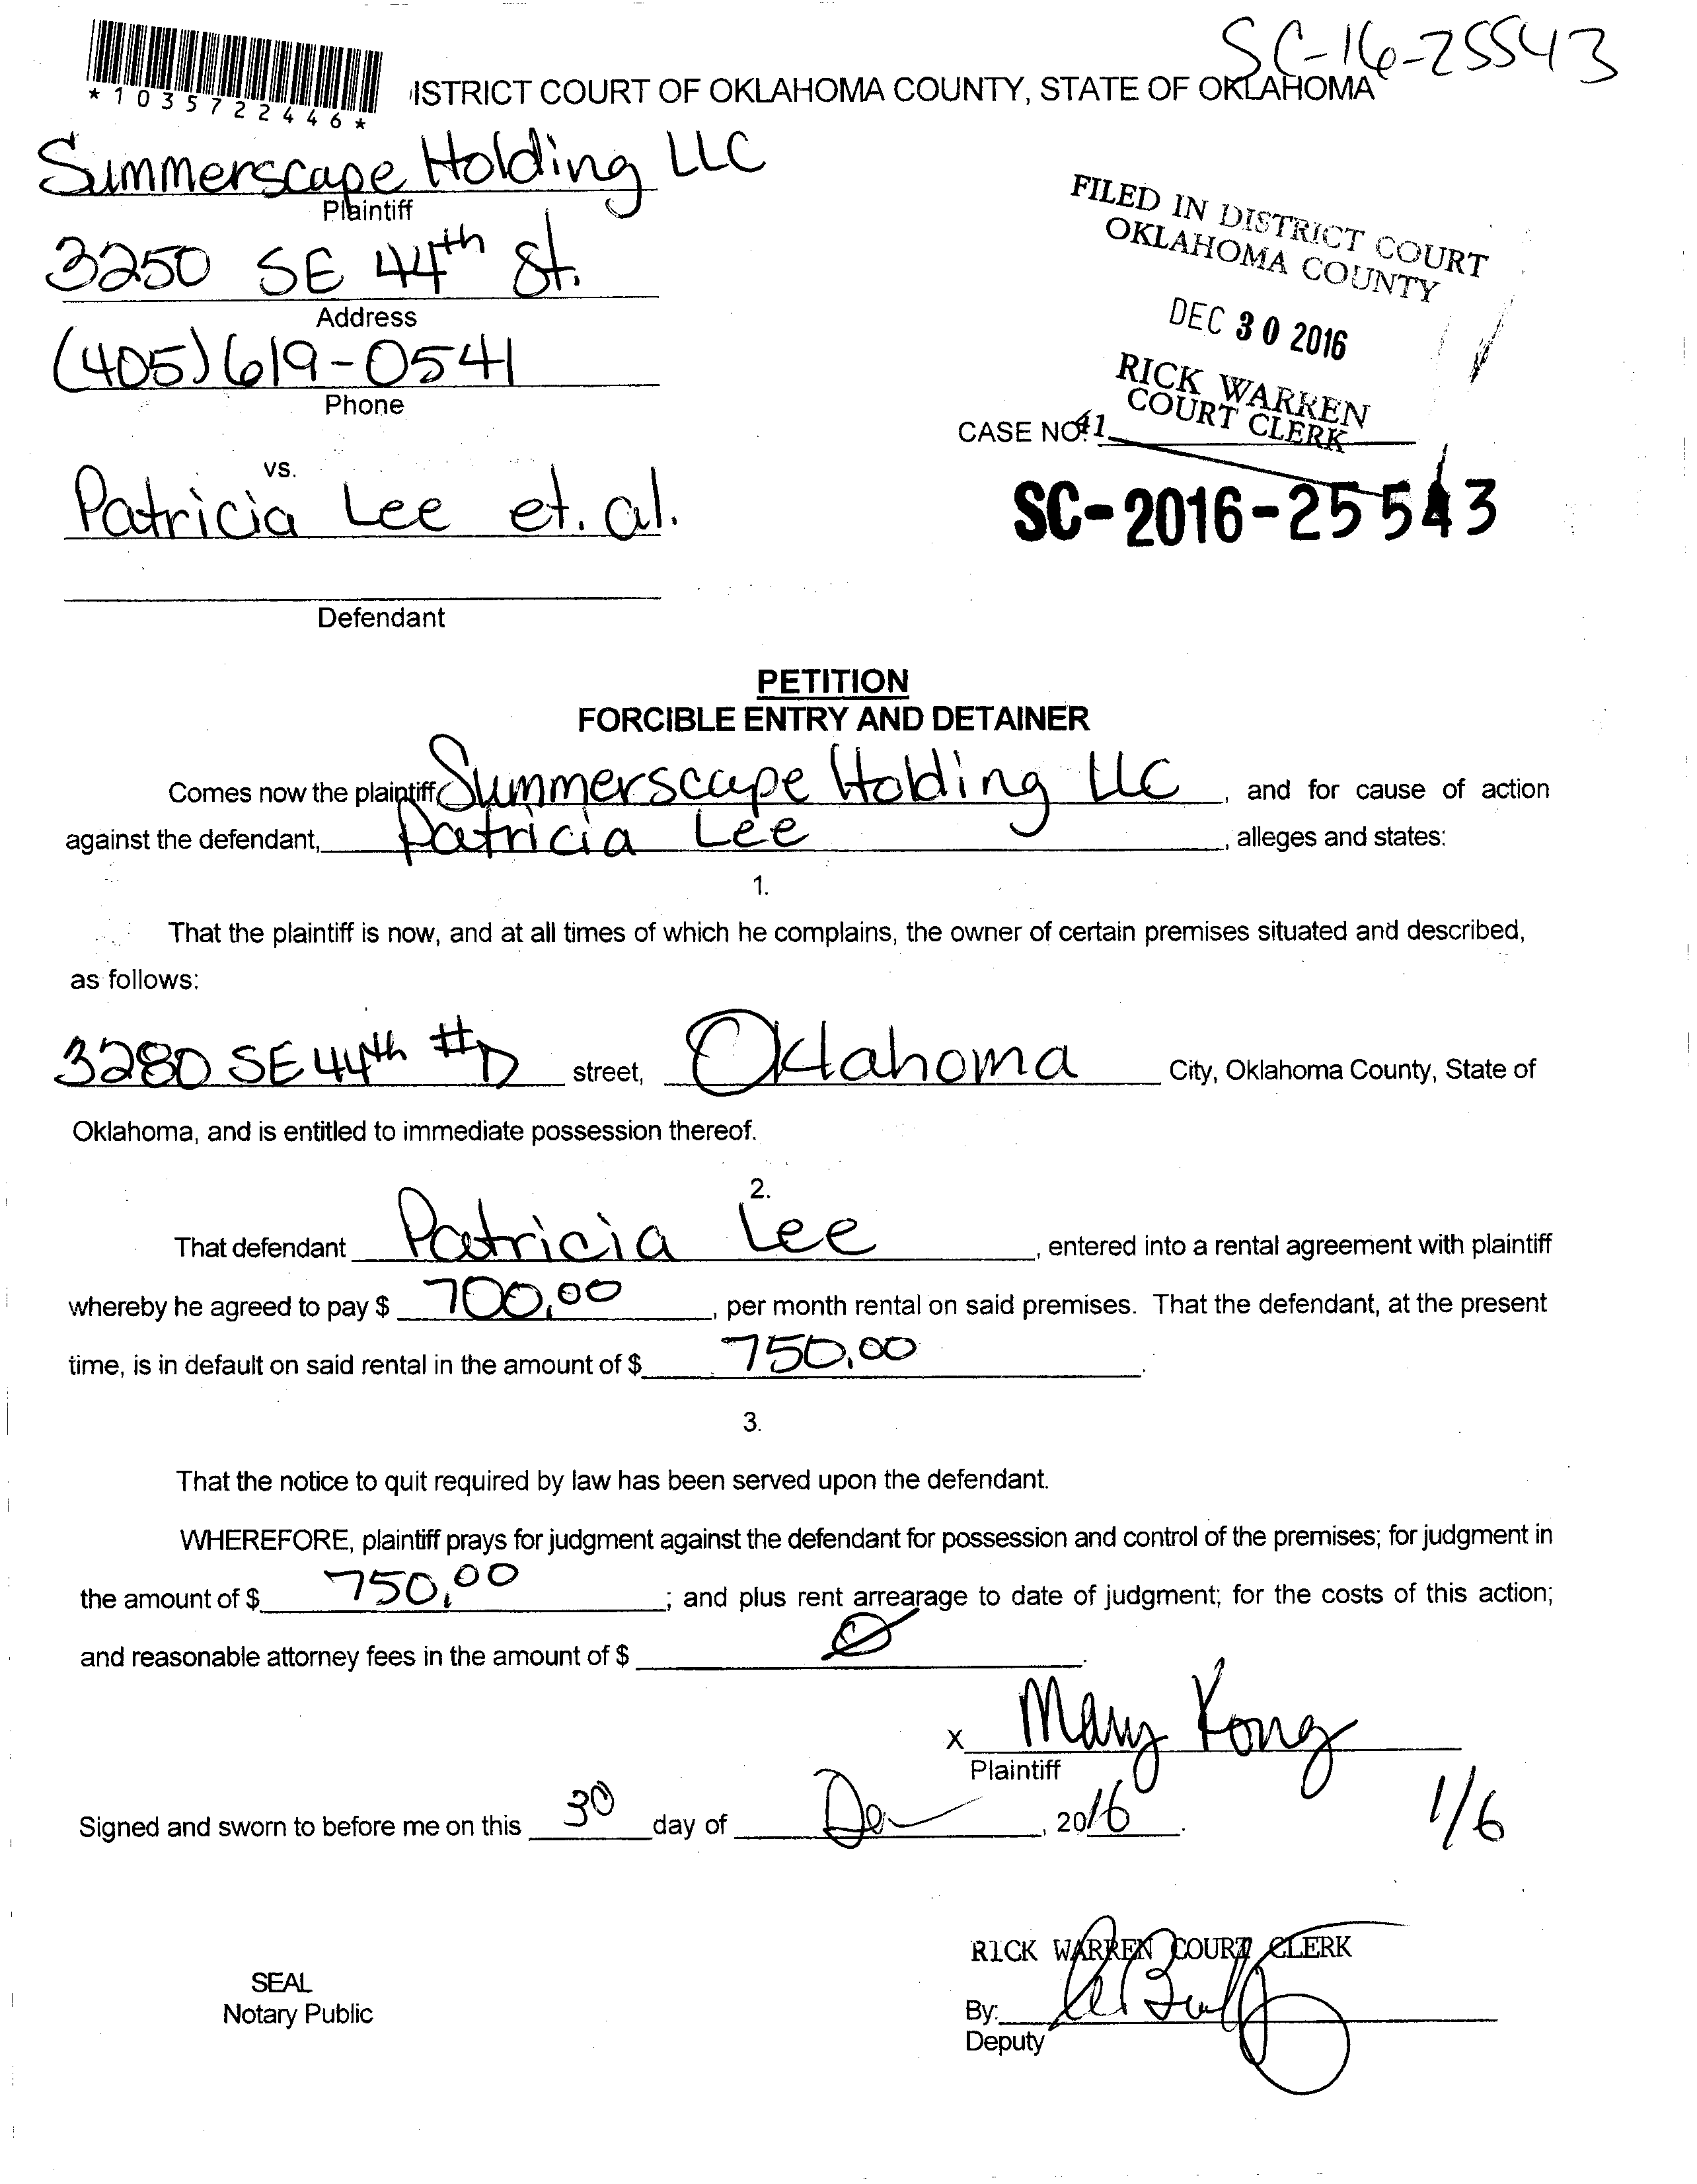 SC-16-25543
*1035722446*
ISTRICT COURT OF OKLAHOMA COUNTY, STATE OF OKLAHOMA
Summerscape Holding LLC
Plaintiff
3250 SE 44th St.
Address
(405) 619-0541
Phone
FILED IN DISTRICT COURT
OKLAHOMA COUNTY
DEC 30 2016
RICK WARREN
COURT CLERK
CASE NO.
41
SC-2016-25543
vs.
Patricia Lee et. al.
Defendant
PETITION
FORCIBLE ENTRY AND DETAINER
Comes now the plaintiff Summerscape Holding LLC, and for cause of action
against the defendant, Patricia Lee, alleges and states:
1.
That the plaintiff is now, and at all times of which he complains, the owner of certain premises situated and described,
as follows:
3280 SE 44th #D street, Oklahoma City, Oklahoma County, State of
Oklahoma, and is entitled to immediate possession thereof.
2.
That defendant Patricia Lee, entered into a rental agreement with plaintiff
whereby he agreed to pay $ 700.00, per month rental on said premises. That the defendant, at the present
time, is in default on said rental in the amount of $ 750.00.
3.
That the notice to quit required by law has been served upon the defendant.
WHEREFORE, plaintiff prays for judgment against the defendant for possession and control of the premises; for judgment in
the amount of $ 750.00; and plus rent arrearage to date of judgment; for the costs of this action;
and reasonable attorney fees in the amount of $ Ø.
X Mary Kong
Plaintiff
Signed and sworn to before me on this 30 day of De, 2016.
1/6
RICK WARREN COURT CLERK
SEAL
Notary Public
By:
Deputy